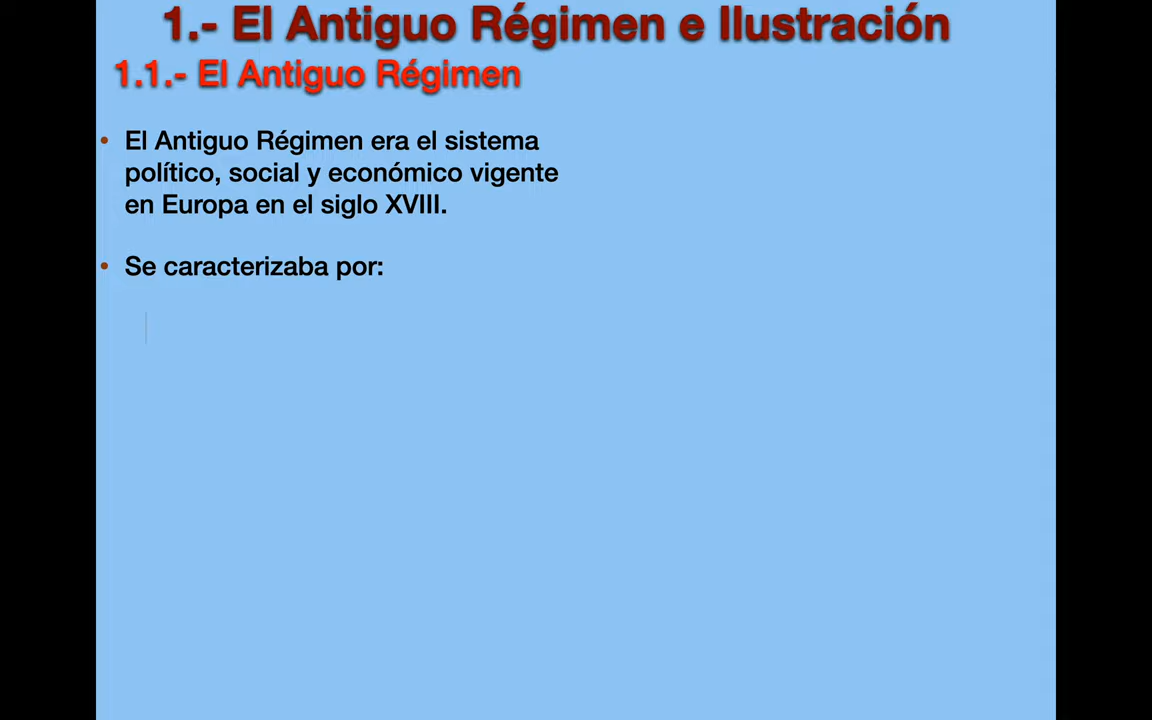 1.- El Antiguo Régimen e Ilustración
1.1.- El Antiguo Régimen
• El Antiguo Régimen era el sistema
político, social y económico vigente
en Europa en el siglo XVIII.
• Se caracterizaba por: